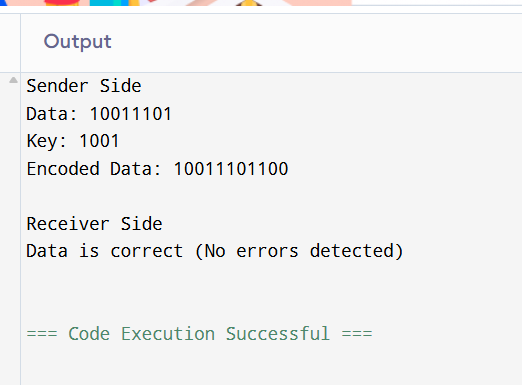 Output
Sender Side
Data: 10011101
Key: 1001
Encoded Data: 10011101100
Receiver Side
Data is correct (No errors detected)
=== Code Execution Successful ===